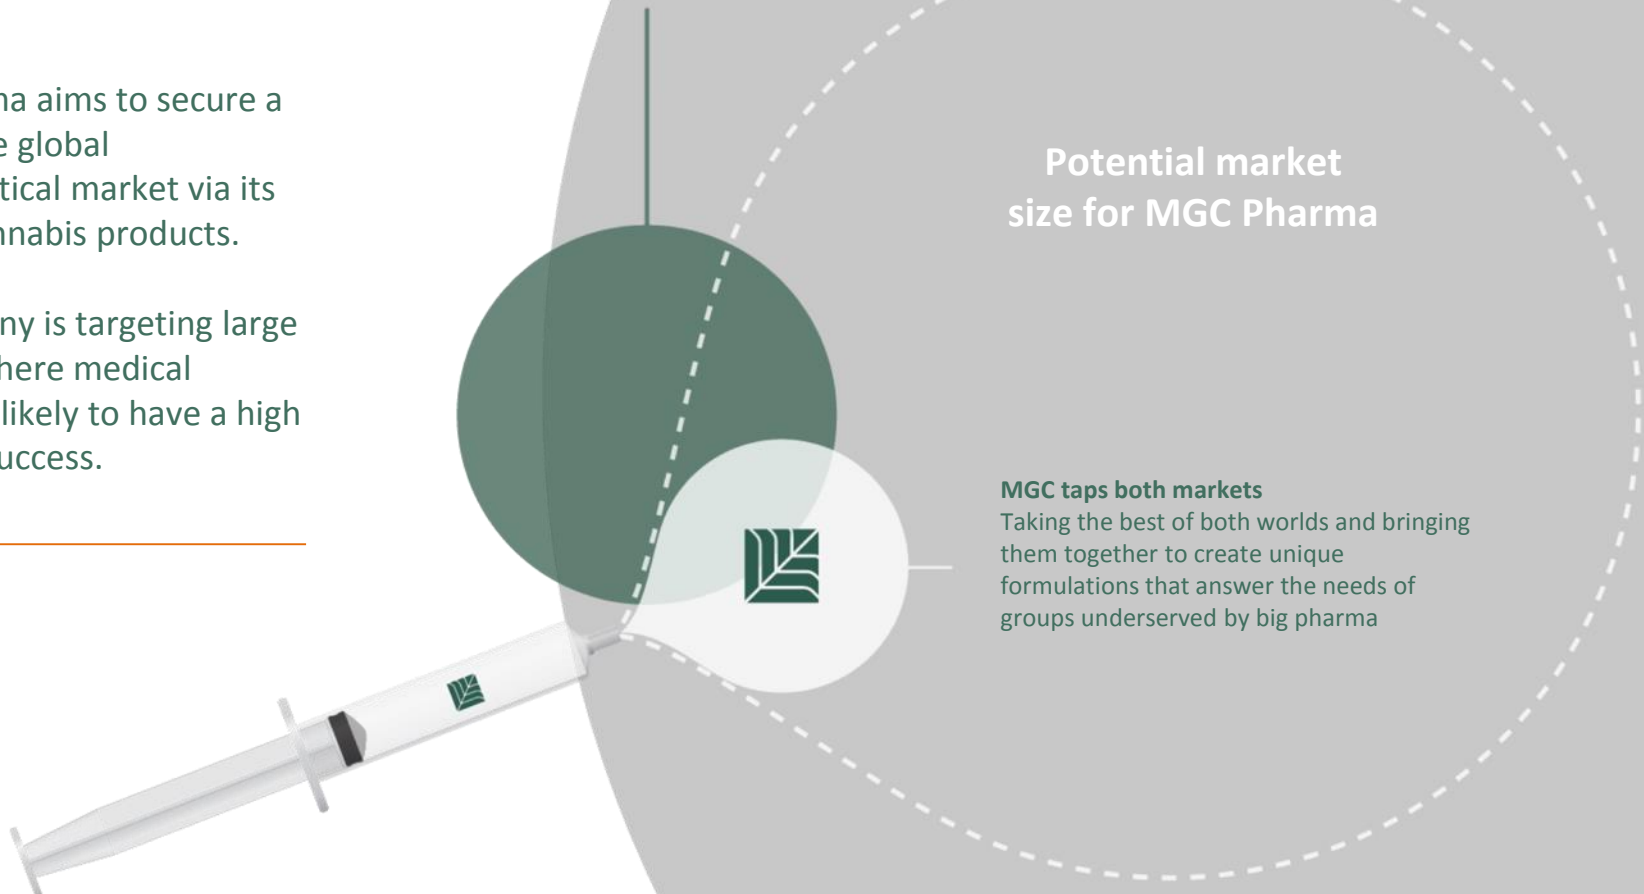 na aims to secure a
e global
tical market via its
nnabis products.
ny is targeting large
here medical
likely to have a high
uccess.
Potential market
size for MGC Pharma
MGC taps both markets
Taking the best of both worlds and bringing
them together to create unique
formulations that answer the needs of
groups underserved by big pharma